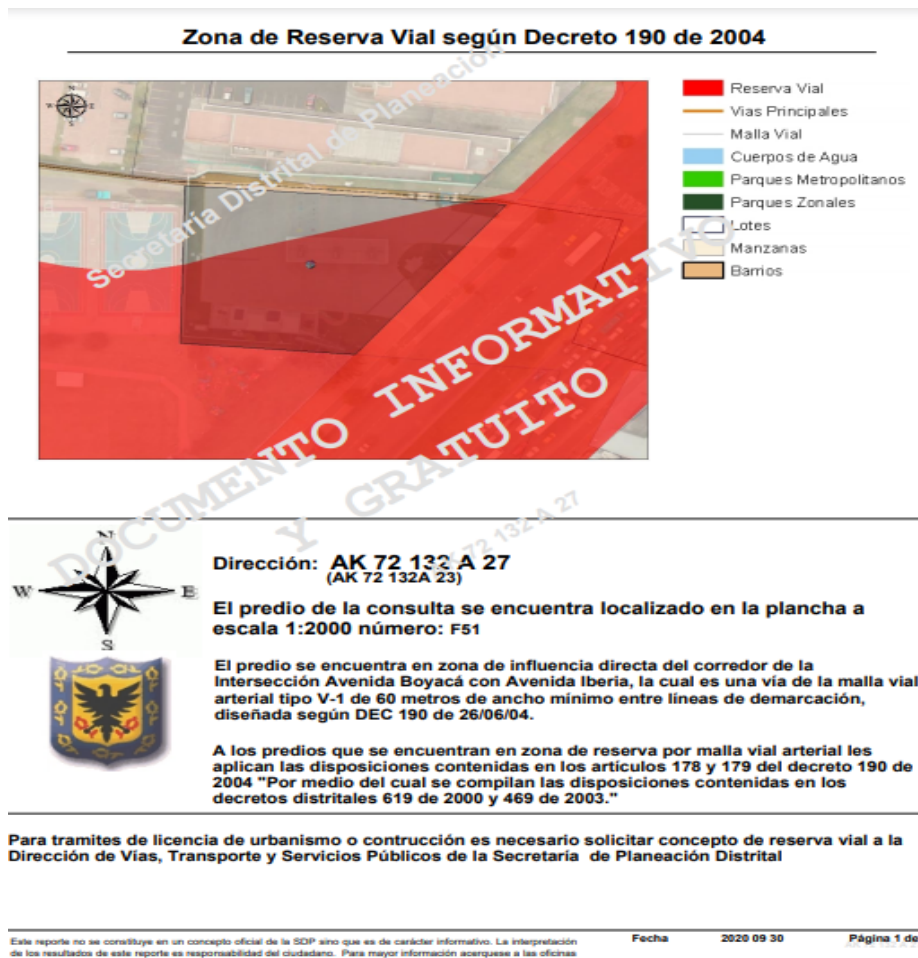 Zona de Reserva Vial según Decreto 190 de 2004
Reserva Vial
Vias Principales
Malla Vial
Cuerpos de Agua
Parques Metropolitanos
Parques Zonales
Lotes
Manzanas
Barrios
N
W E
S
Secretaría Distrital de Planeación
DOCUMENTO INFORMATIVO
Y GRATUITO
AK 72 132 A 27
N
W E
S
Dirección: AK 72 132 A 27
(AK 72 132A 23)
El predio de la consulta se encuentra localizado en la plancha a
escala 1:2000 número: F51
El predio se encuentra en zona de influencia directa del corredor de la
Intersección Avenida Boyacá con Avenida Iberia, la cual es una vía de la malla vial
arterial tipo V-1 de 60 metros de ancho mínimo entre líneas de demarcación,
diseñada según DEC 190 de 26/06/04.
A los predios que se encuentran en zona de reserva por malla vial arterial les
aplican las disposiciones contenidas en los artículos 178 y 179 del decreto 190 de
2004 "Por medio del cual se compilan las disposiciones contenidas en los
decretos distritales 619 de 2000 y 469 de 2003."
Para tramites de licencia de urbanismo o contrucción es necesario solicitar concepto de reserva vial a la
Dirección de Vías, Transporte y Servicios Públicos de la Secretaría de Planeación Distrital
Este reporte no se constituye en un concepto oficial de la SDP sino que es de carácter informativo. La interpretación
de los resultados de este reporte es responsabilidad del ciudadano. Para mayor información acerquese a las oficinas
Fecha 2020 09 30 Página 1 de